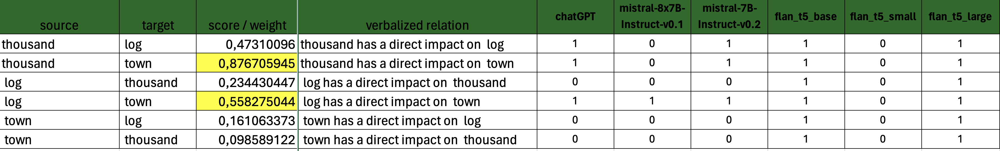 source target score / weight verbalized relation chatGPT mistral-8x7B-Instruct-v0.1 mistral-7B-Instruct-v0.2 flan_t5_base flan_t5_small flan_t5_large
thousand log 0,47310096 thousand has a direct impact on log 1 0 1 1 0 1
thousand town 0,876705945 thousand has a direct impact on town 1 0 1 1 0 1
log thousand 0,234430447 log has a direct impact on thousand 0 0 0 1 0 1
log town 0,558275044 log has a direct impact on town 1 1 1 1 0 1
town log 0,161063373 town has a direct impact on log 0 0 0 1 0 1
town thousand 0,098589122 town has a direct impact on thousand 0 0 0 1 0 1